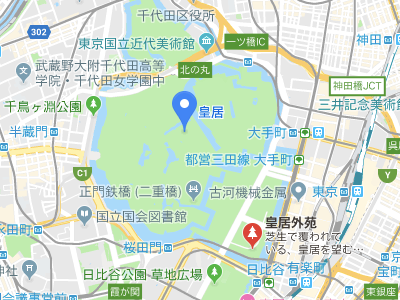 千代田区役所
302
東京国立近代美術館
一ツ橋IC
神田
武蔵野大附千代田高等
学院・千代田女学園中
北の丸
神田橋JCT
千鳥ヶ淵公園
皇居
三井記念美術館
半蔵門
大手町
都営三田線 大手町
C1
正門鉄橋 (二重橋)
古河機械金属
東京
Y
国立国会図書館
皇居外苑
芝生で覆われて
いる、皇居を望む…
永田町
桜田門
日比谷公園・草地広場
日比谷
有楽町
宝町
神社
霞が関
東銀座